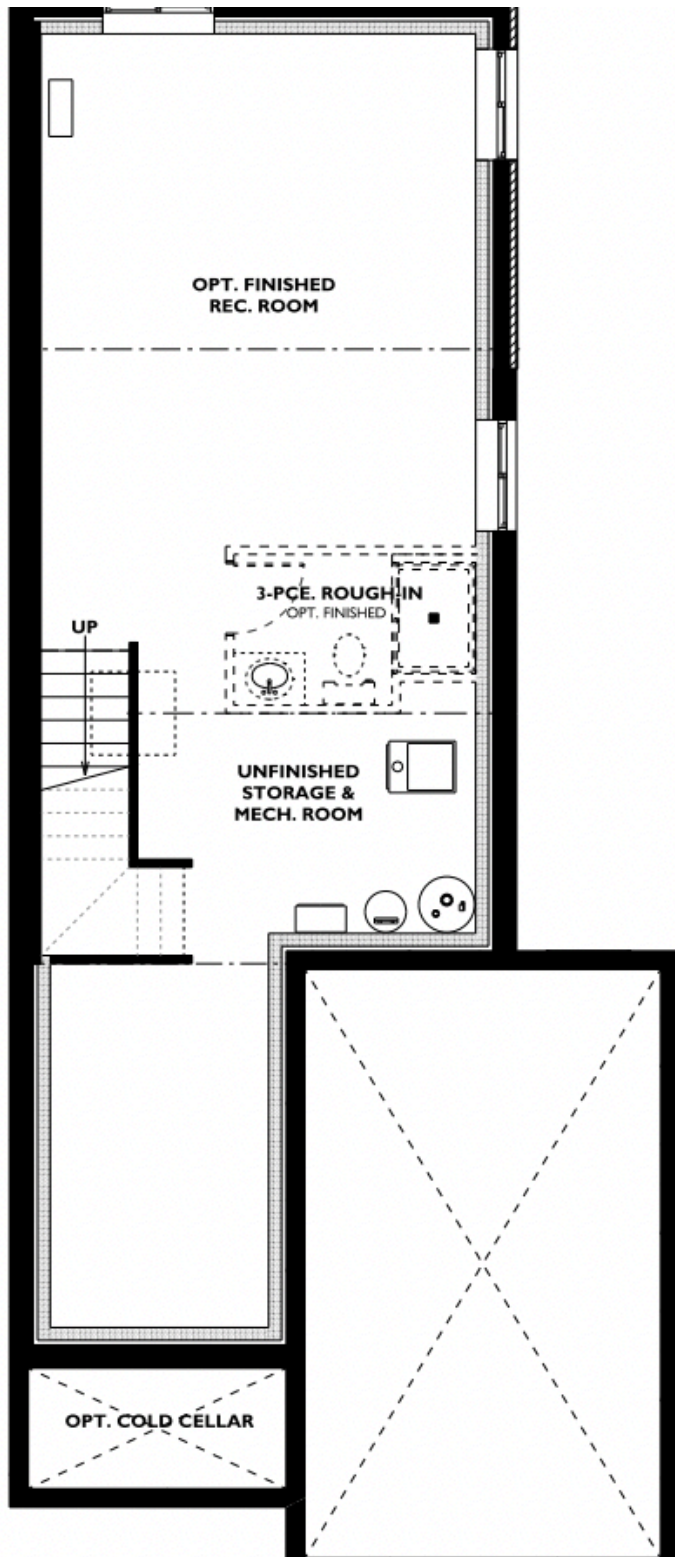 OPT. FINISHED
REC. ROOM
3-PCE. ROUGH-IN
OPT. FINISHED
UP
UNFINISHED
STORAGE &
MECH. ROOM
OPT. COLD CELLAR